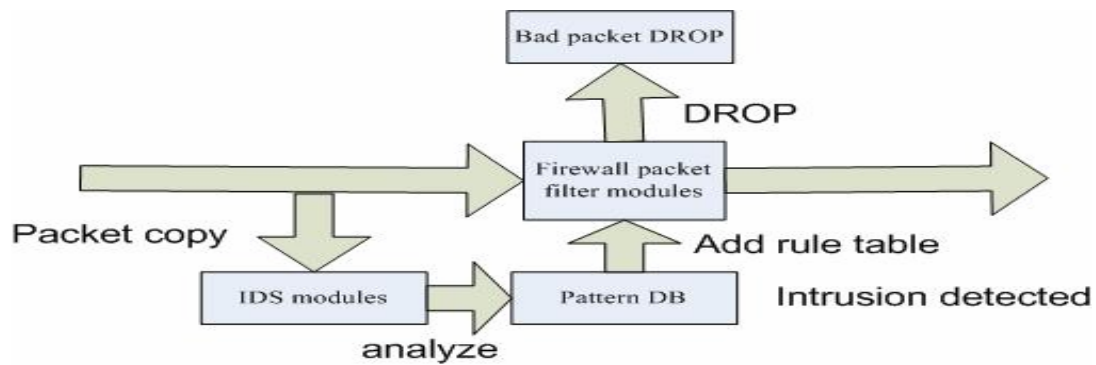 Bad packet DROP
DROP
Firewall packet
filter modules
Packet copy
Add rule table
IDS modules
Pattern DB
Intrusion detected
analyze